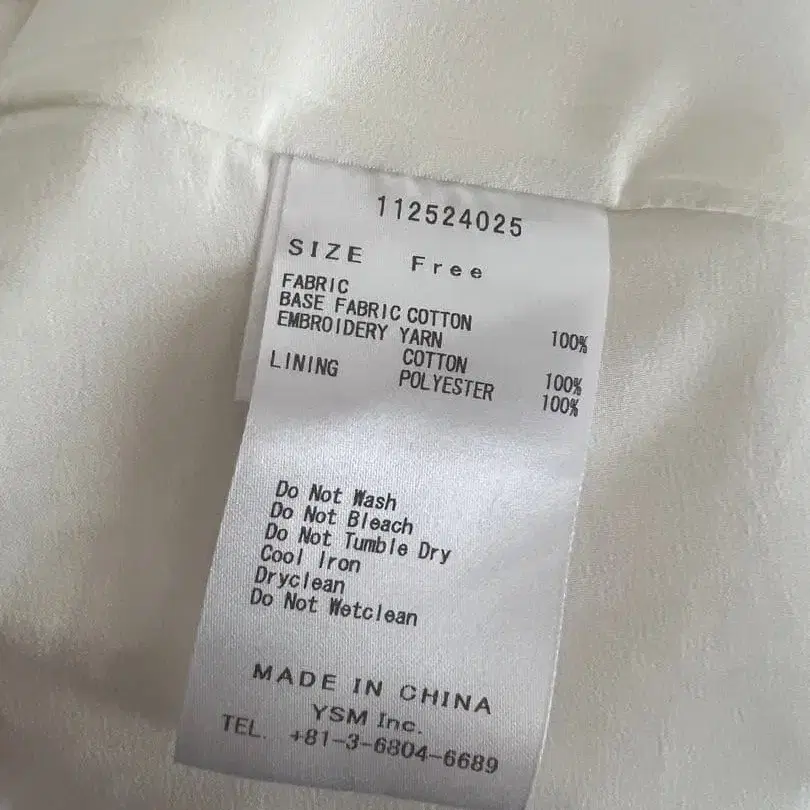 112524025
SIZE Free
FABRIC
BASE FABRIC COTTON 100%
EMBROIDERY YARN
COTTON 100%
LINING POLYESTER 100%
Do Not Wash
Do Not Bleach
Do Not Tumble Dry
Cool Iron
Dryclean
Do Not Wetclean
MADE IN CHINA
YSM Inc.
TEL. +81-3-6804-6689